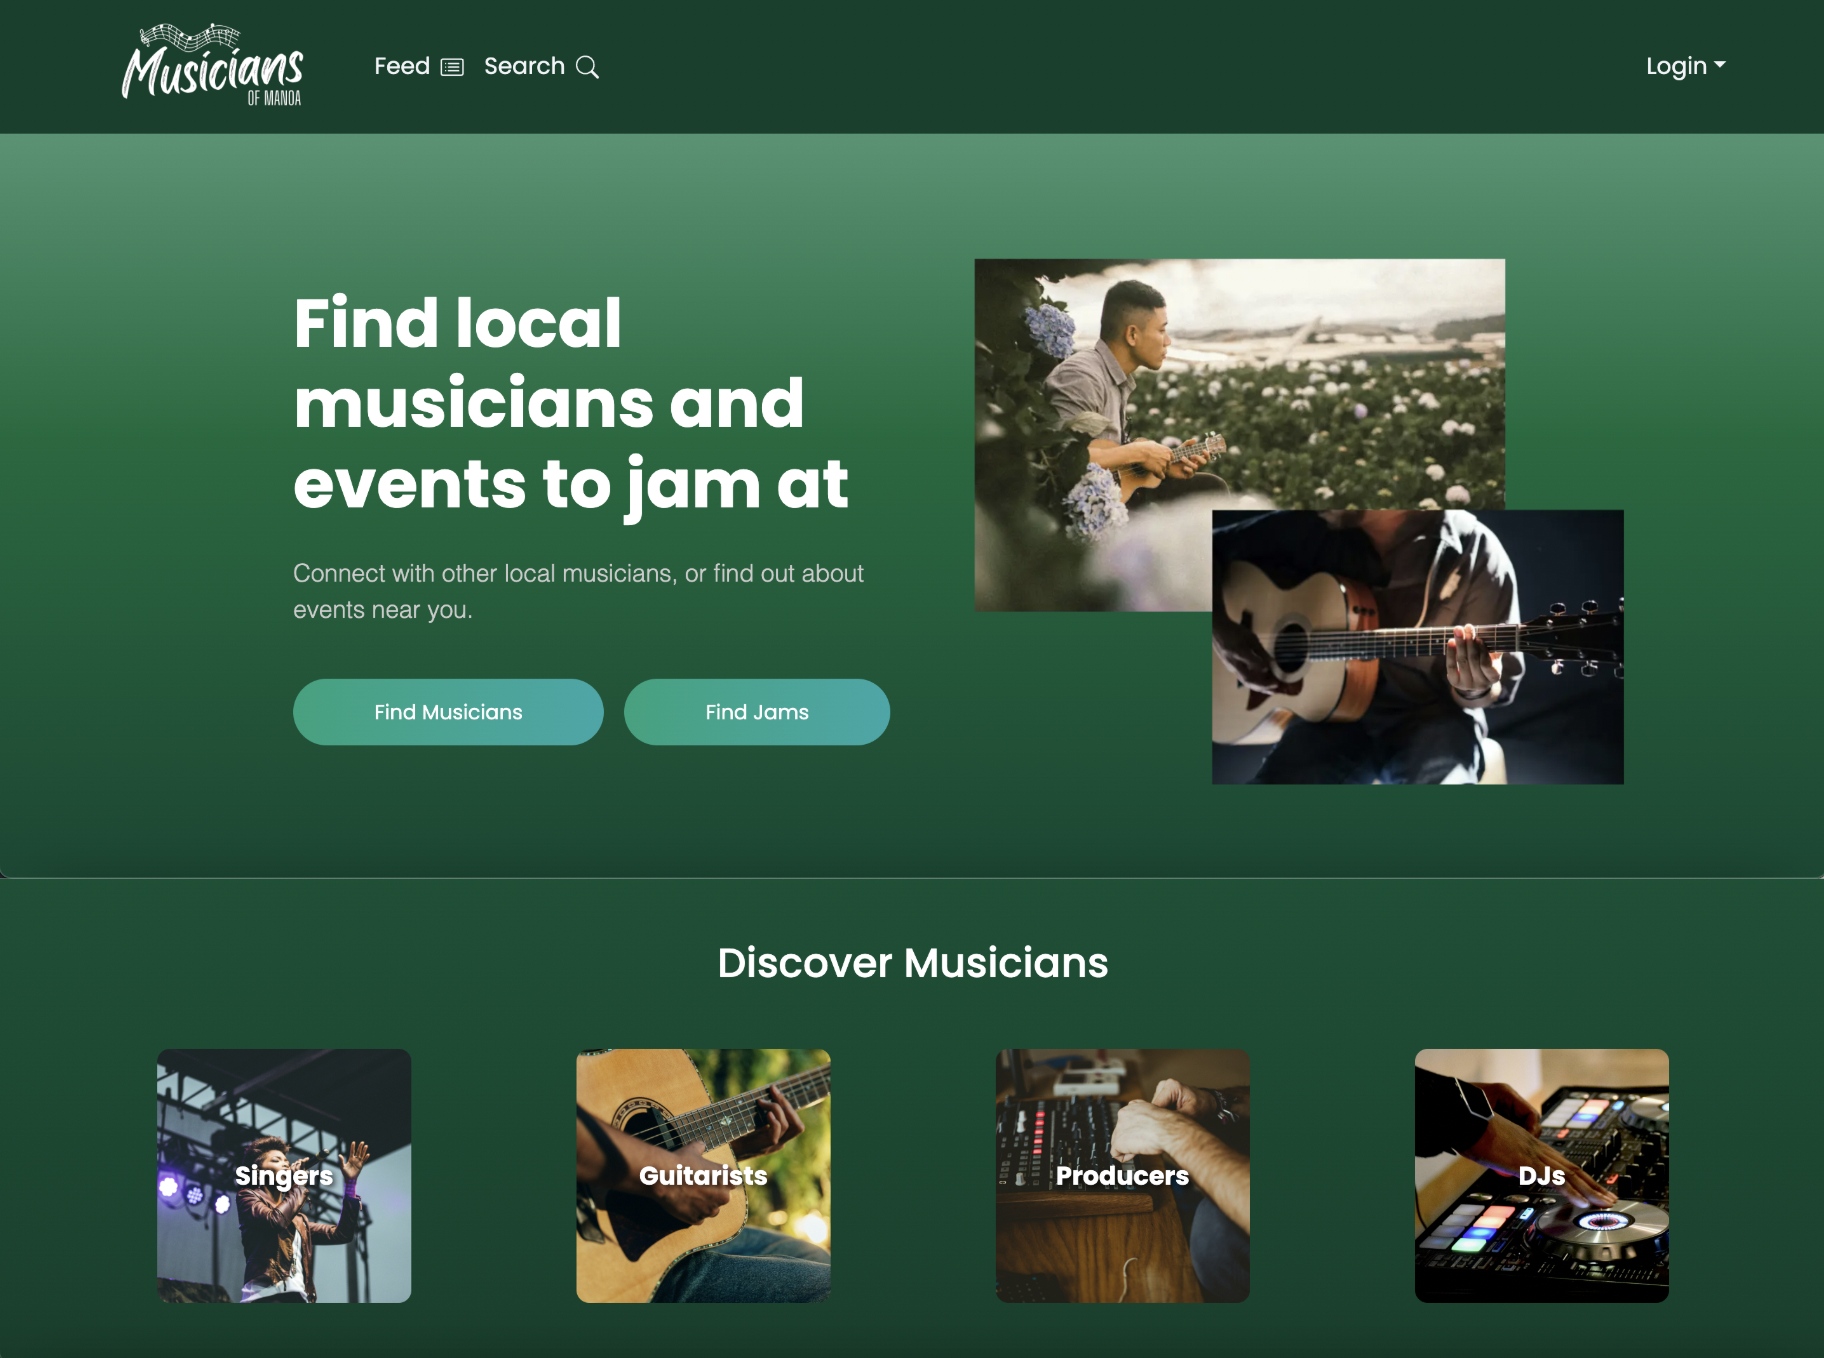 Musicians
OF MANOA
Feed
Search
Login
Find local
musicians and
events to jam at
Connect with other local musicians, or find out about
events near you.
Find Musicians
Find Jams
Discover Musicians
Singers
Guitarists
Producers
DJs